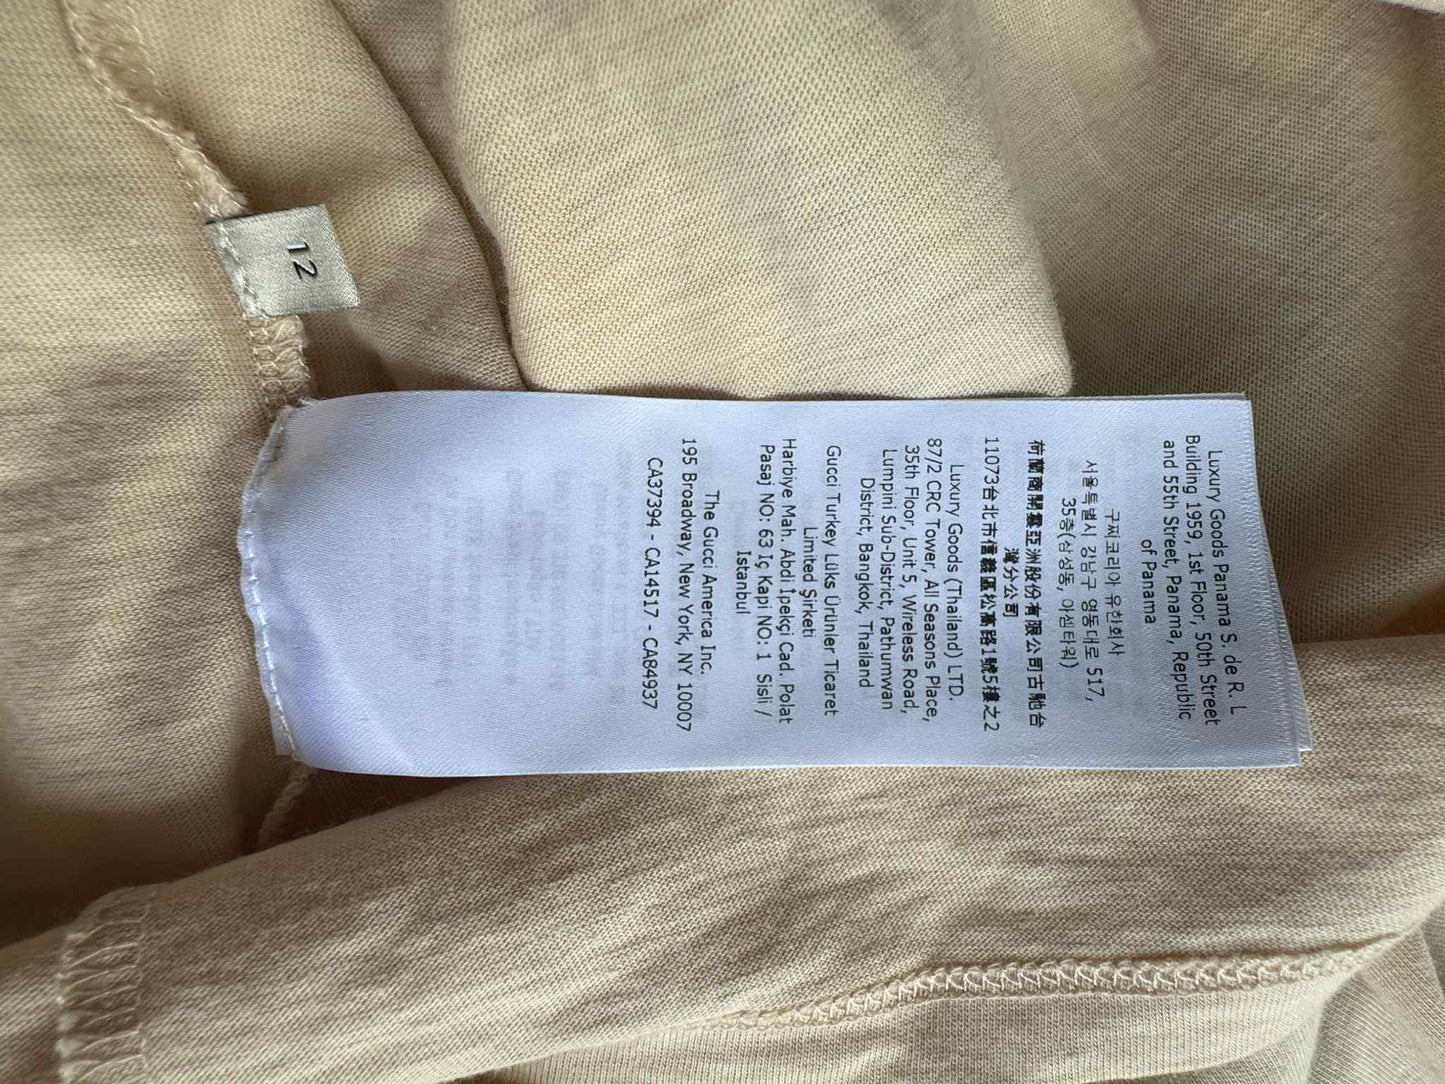 12
Luxury Goods Panama S. de R. L
Building 1959, 1st Floor, 50th Street
and 55th Street, Panama, Republic
of Panama
구찌코리아 유한회사
서울특별시 강남구 영동대로 517,
35층(삼성동, 아셈타워)
荷蘭商開雲亞洲股份有限公司古馳台
灣分公司
11073台北市信義區松高路1號5樓之2
Luxury Goods (Thailand) LTD.
87/2 CRC Tower, All Seasons Place,
35th Floor, Unit 5, Wireless Road,
Lumpini Sub-District, Pathumwan
District, Bangkok, Thailand
Gucci Turkey Lüks Ürünler Ticaret
Limited Şirketi
Harbiye Mah. Abdi İpekçi Cad. Polat
Pasaj NO: 63 Iç Kapi NO: 1 Sisli /
Istanbul
The Gucci America Inc.
195 Broadway, New York, NY 10007
CA37394 - CA14517 - CA84937